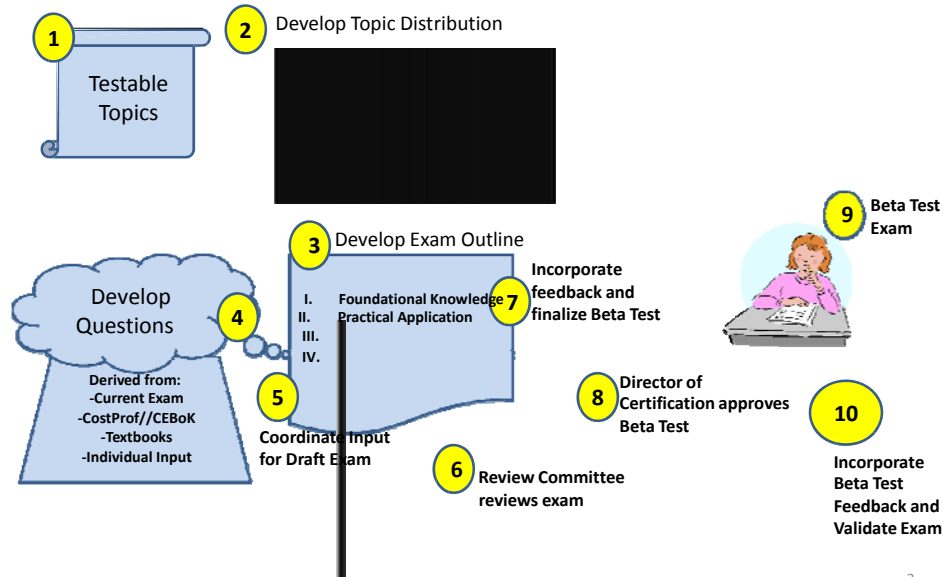 1
Testable
Topics
2
Develop Topic Distribution
3
Develop Exam Outline
I. Foundational Knowledge
II. Practical Application
III.
IV.
4
Develop
Questions
Derived from:
-Current Exam
-CostProf//CEBoK
-Textbooks
-Individual Input
5
Coordinate Input
for Draft Exam
6
Review Committee
reviews exam
7
Incorporate
feedback and
finalize Beta Test
8
Director of
Certification approves
Beta Test
9
Beta Test
Exam
10
Incorporate
Beta Test
Feedback and
Validate Exam